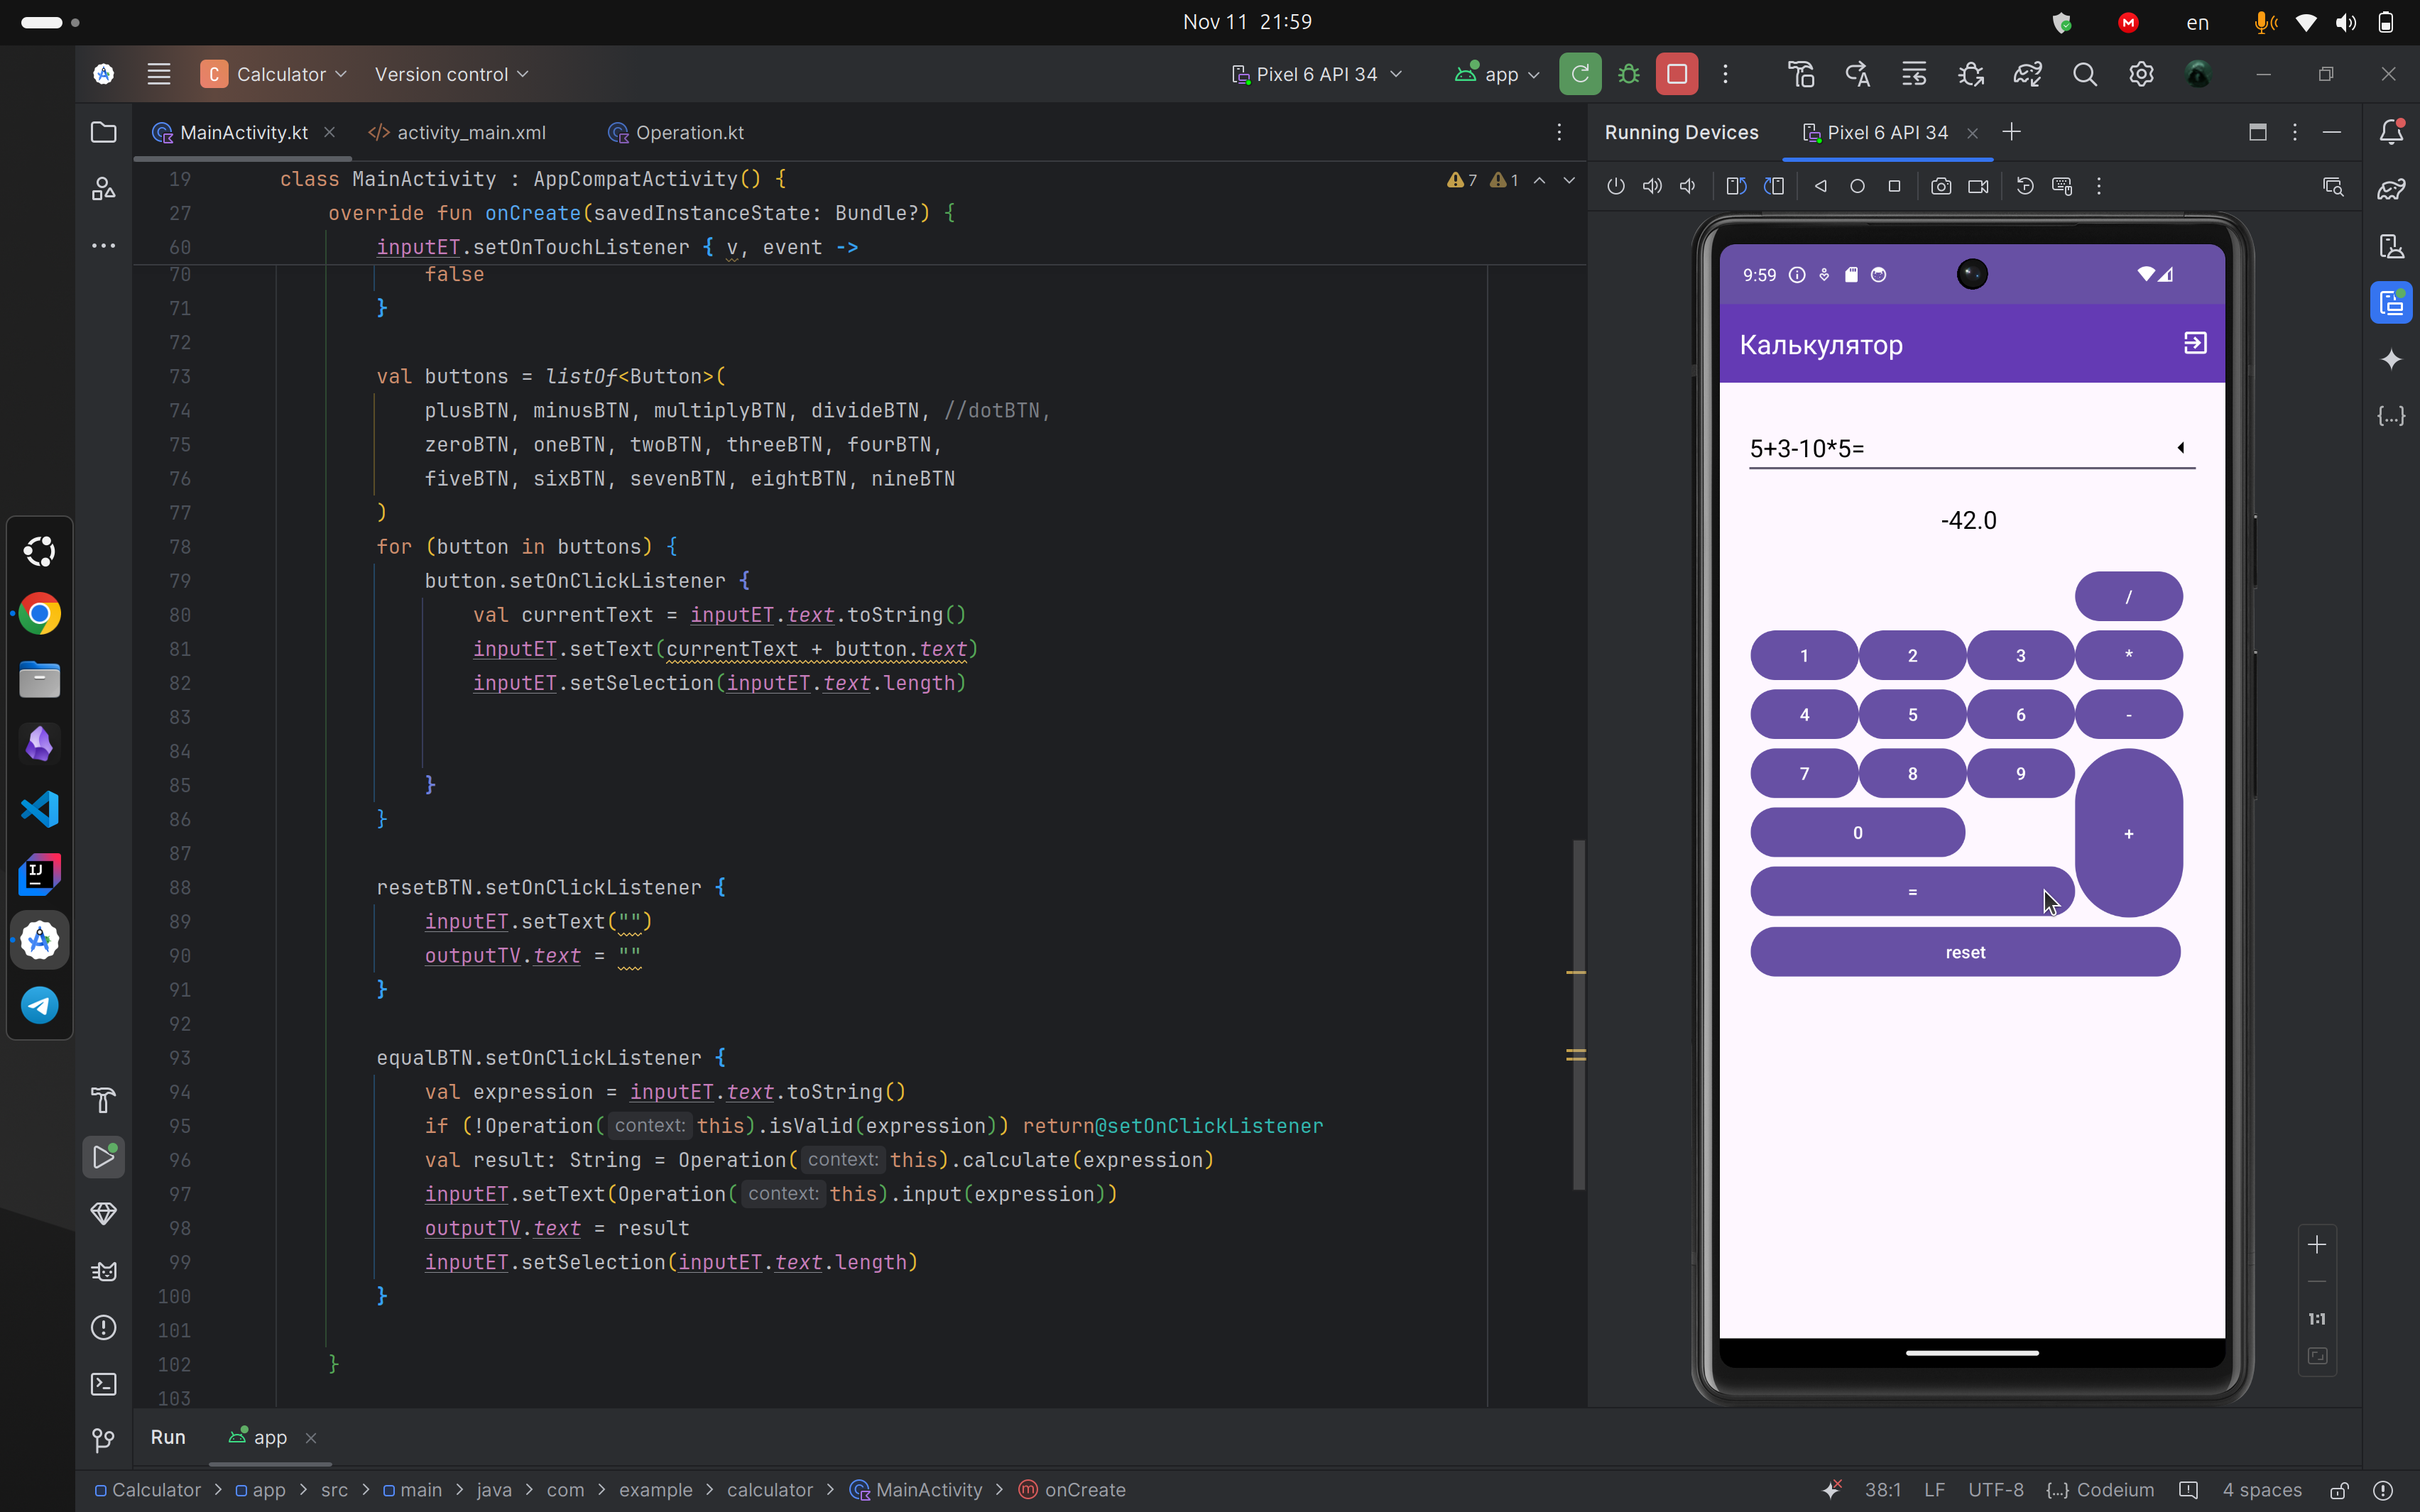 Nov 11 21:59
en
C Calculator Version control
Pixel 6 API 34 app
MainActivity.kt activity_main.xml Operation.kt
Running Devices Pixel 6 API 34
7 1
19 class MainActivity : AppCompatActivity() {
27 override fun onCreate(savedInstanceState: Bundle?) {
60 inputET.setOnTouchListener { v, event ->
70 false
71 }
72
73 val buttons = listOf<Button>(
74 plusBTN, minusBTN, multiplyBTN, divideBTN, //dotBTN,
75 zeroBTN, oneBTN, twoBTN, threeBTN, fourBTN,
76 fiveBTN, sixBTN, sevenBTN, eightBTN, nineBTN
77 )
78 for (button in buttons) {
79 button.setOnClickListener {
80 val currentText = inputET.text.toString()
81 inputET.setText(currentText + button.text)
82 inputET.setSelection(inputET.text.length)
83
84
85 }
86 }
87
88 resetBTN.setOnClickListener {
89 inputET.setText("")
90 outputTV.text = ""
91 }
92
93 equalBTN.setOnClickListener {
94 val expression = inputET.text.toString()
95 if (!Operation( context: this).isValid(expression)) return@setOnClickListener
96 val result: String = Operation( context: this).calculate(expression)
97 inputET.setText(Operation( context: this).input(expression))
98 outputTV.text = result
99 inputET.setSelection(inputET.text.length)
100 }
101
102 }
103
9:59
Калькулятор
5+3-10*5=
-42.0
/
1 2 3 *
4 5 6 -
7 8 9
0 +
=
reset
1:1
Run app
Calculator > app > src > main > java > com > example > calculator > MainActivity > onCreate
38:1 LF UTF-8 {...} Codeium 4 spaces